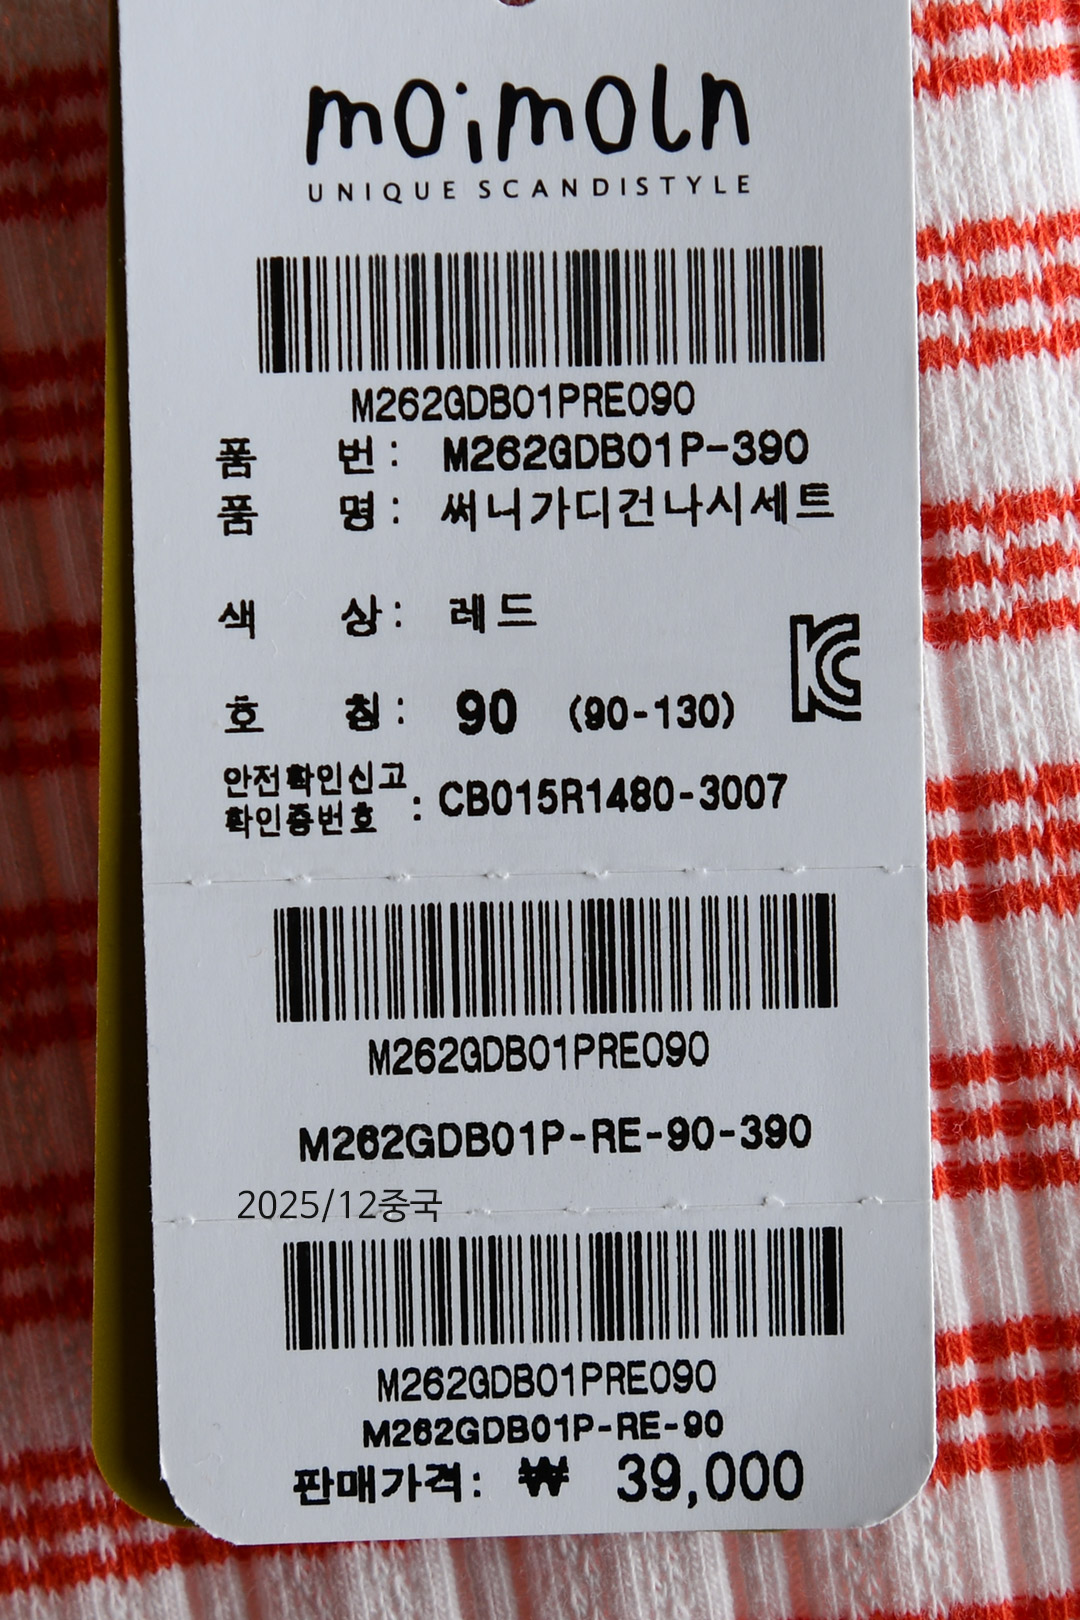 moimoln
UNIQUE SCANDISTYLE
M262GDB01PRE090
품 번 : M262GDB01P-390
품 명 : 써니가디건나시세트
색 상 : 레드
호 칭 : 90 (90-130)
안전확인신고
확인증번호 : CB015R1480-3007
M262GDB01PRE090
M262GDB01P-RE-90-390
2025/12중국
M262GDB01PRE090
M262GDB01P-RE-90
판매가격: ₩ 39,000